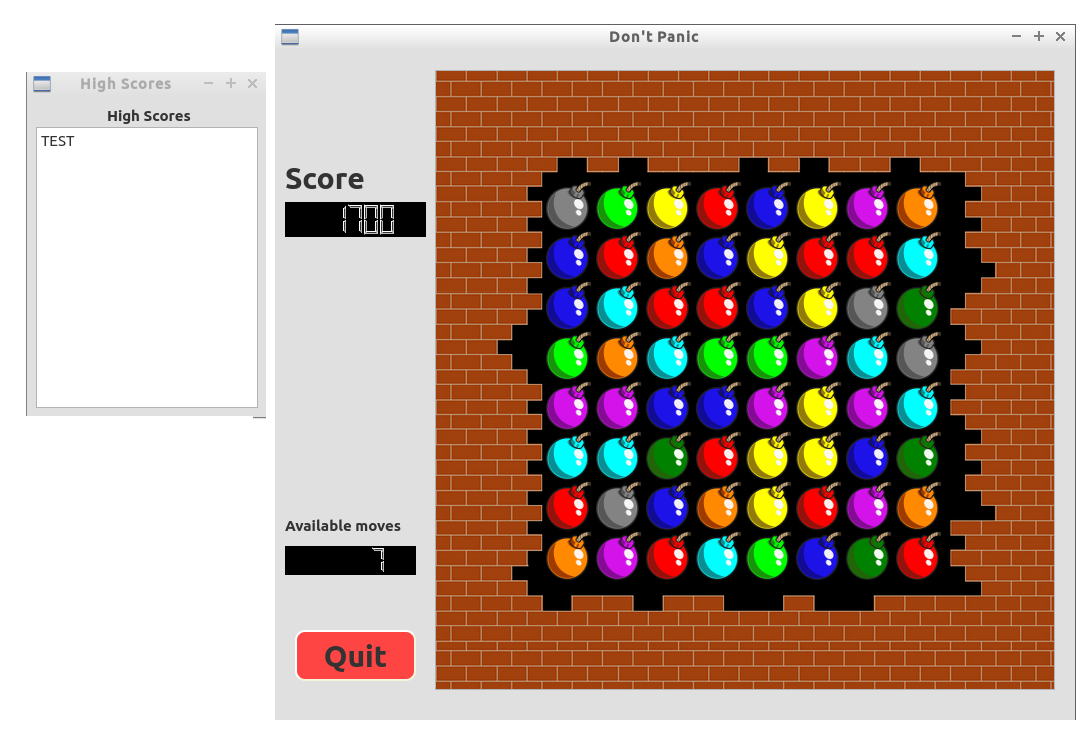 High Scores
High Scores
TEST
Don't Panic
Score
1700
Available moves
7
Quit